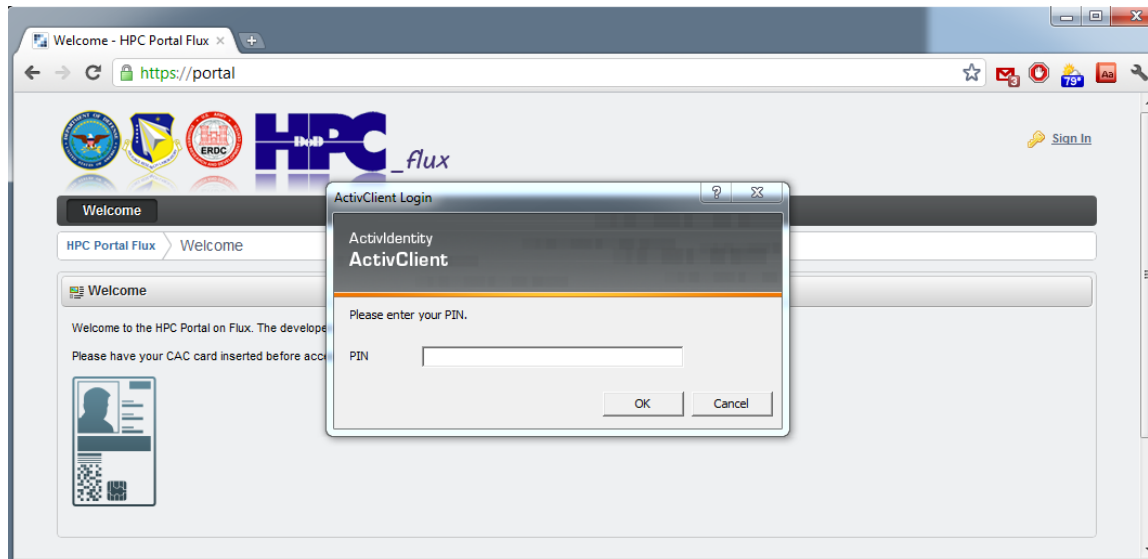 Welcome - HPC Portal Flux
https://portal
3
79°
Aa
ERDC
HPC
DoD
_flux
Sign In
Welcome
HPC Portal Flux
Welcome
Welcome
Welcome to the HPC Portal on Flux. The develope
Please have your CAC card inserted before acc
ActivClient Login
ActivIdentity
ActivClient
Please enter your PIN.
PIN
OK
Cancel